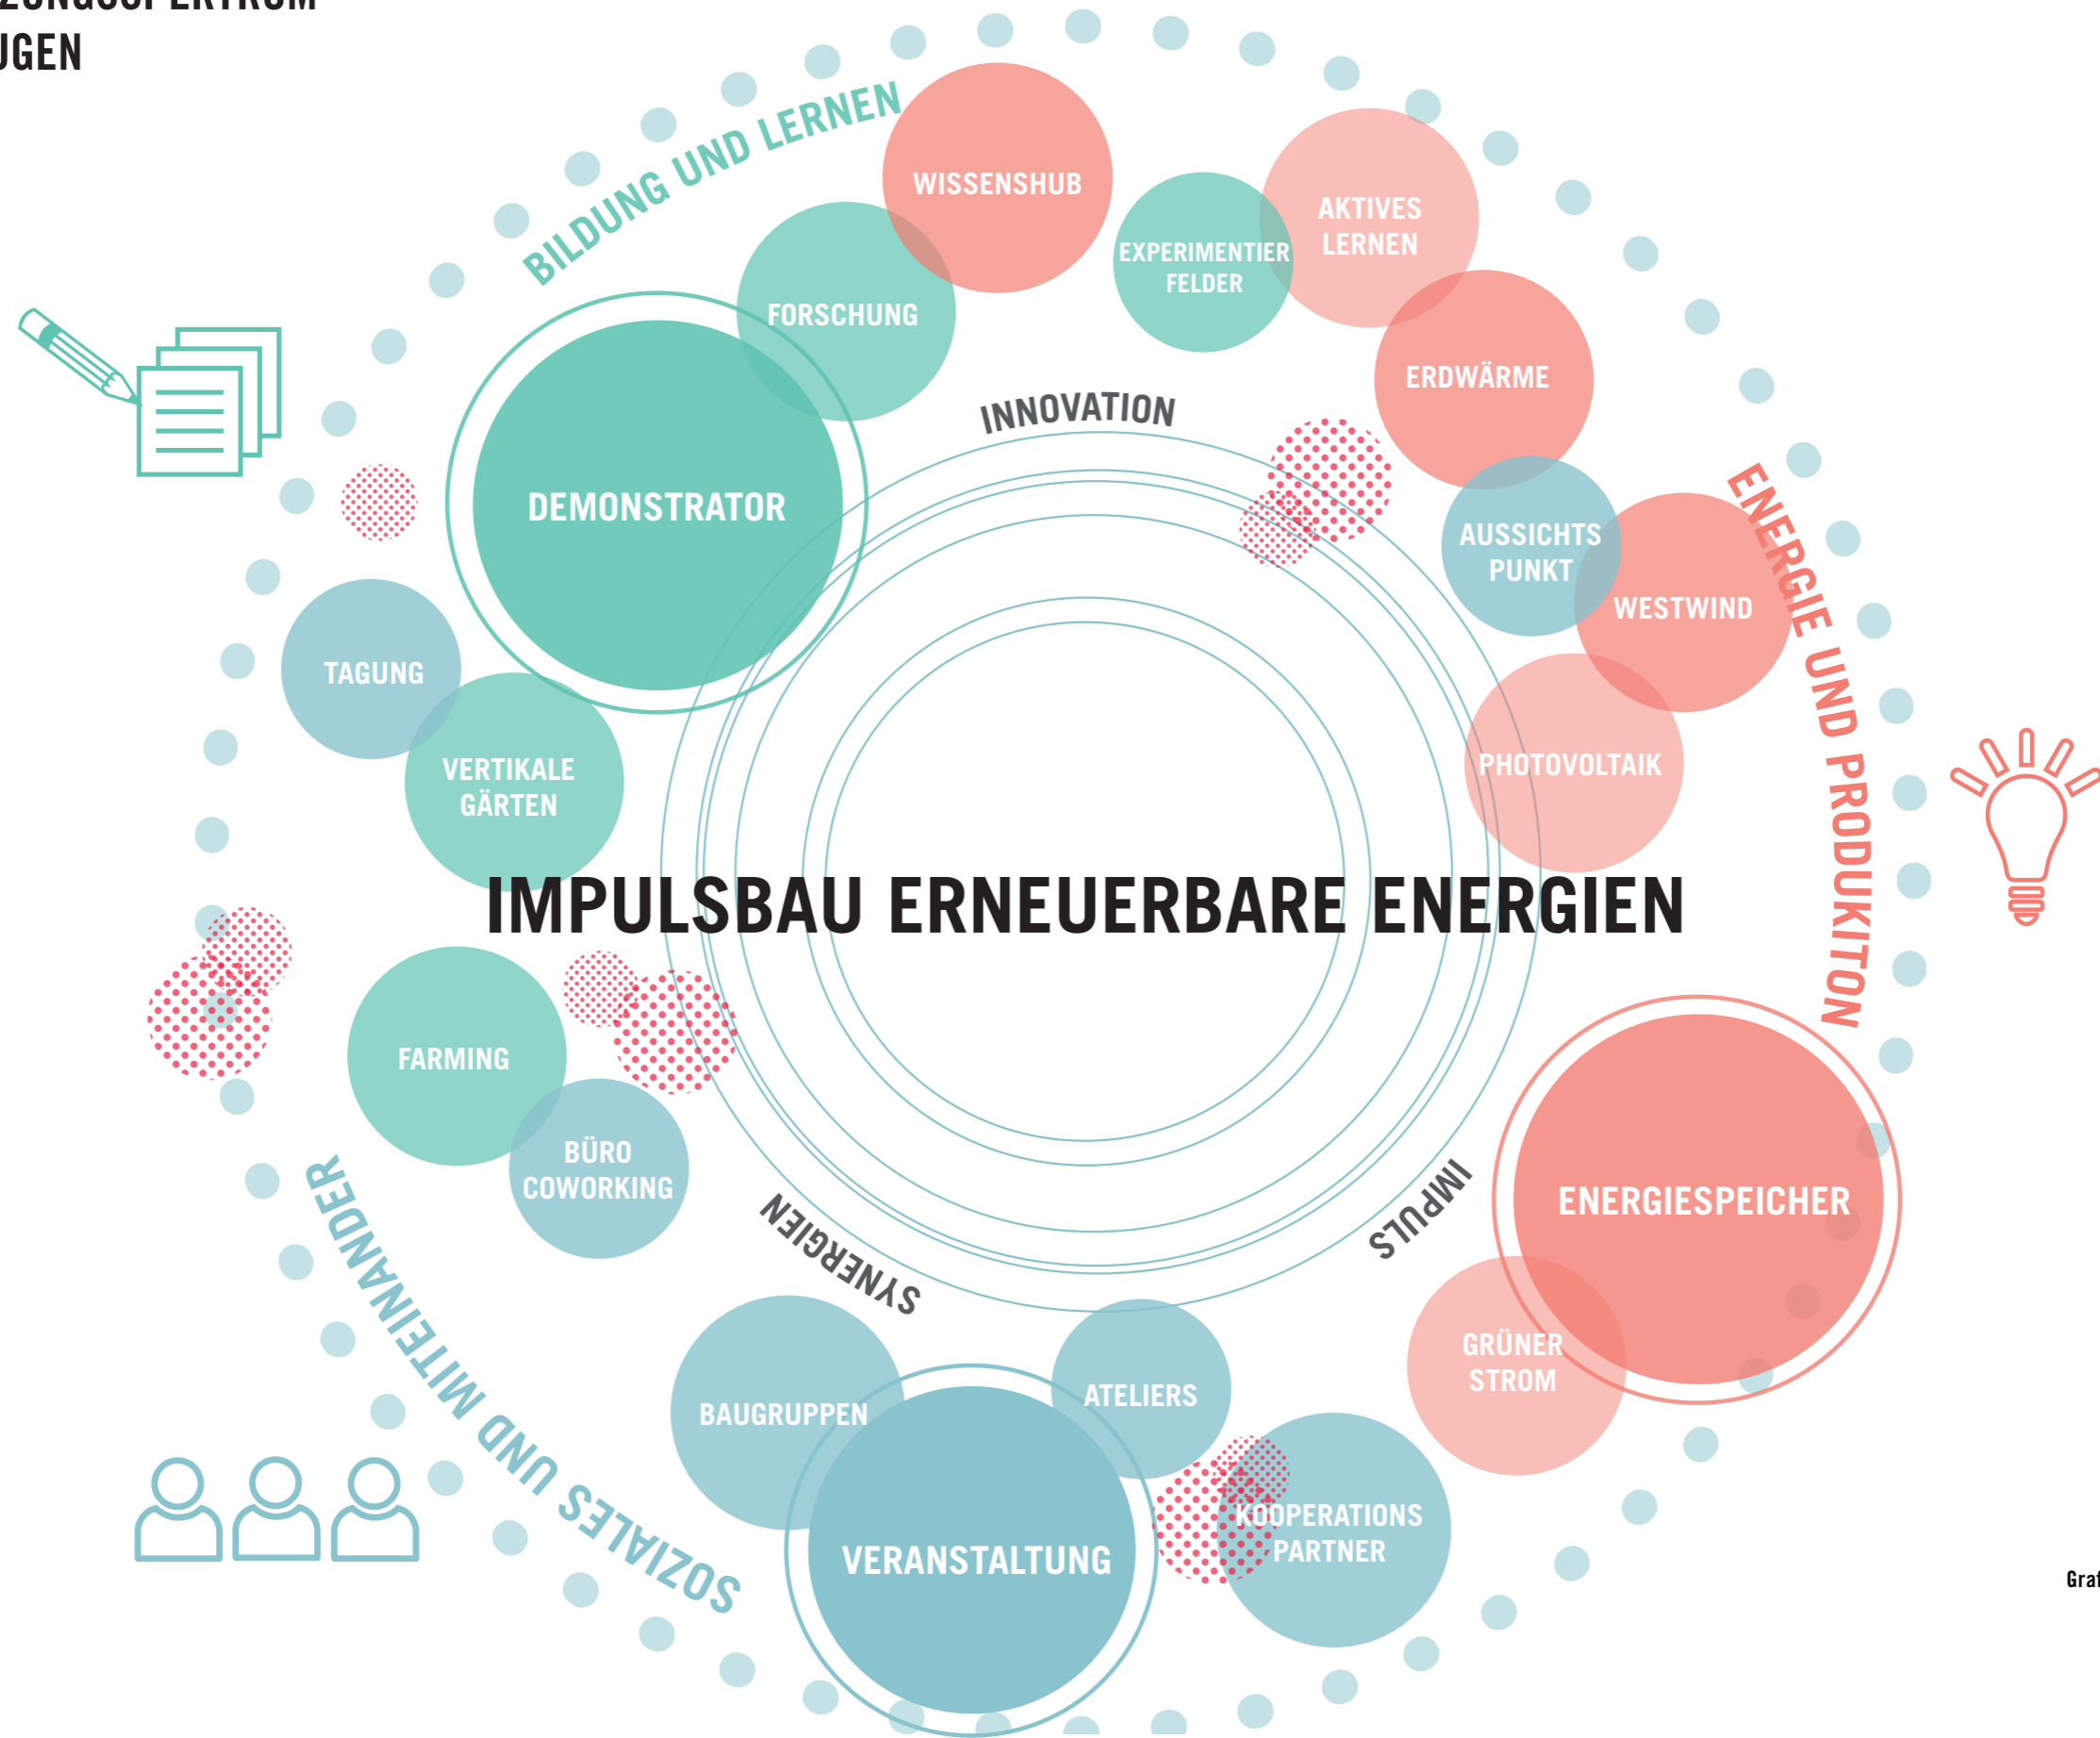 ZUNGSSPEKTRUM
UGEN
BILDUNG UND LERNEN
WISSENSHUB
EXPERIMENTIER
FELDER
AKTIVES
LERNEN
FORSCHUNG
ERDWÄRME
INNOVATION
DEMONSTRATOR
AUSSICHTS
PUNKT
WESTWIND
ENERGIE UND PRODUKITON
TAGUNG
VERTIKALE
GÄRTEN
PHOTOVOLTAIK
IMPULSBAU ERNEUERBARE ENERGIEN
FARMING
BÜRO
COWORKING
SYNERGIEN
IMPULS
ENERGIESPEICHER
GRÜNER
STROM
SOZIALES UND MITEINANDER
BAUGRUPPEN
ATELIERS
VERANSTALTUNG
KOOPERATIONS
PARTNER
Graf